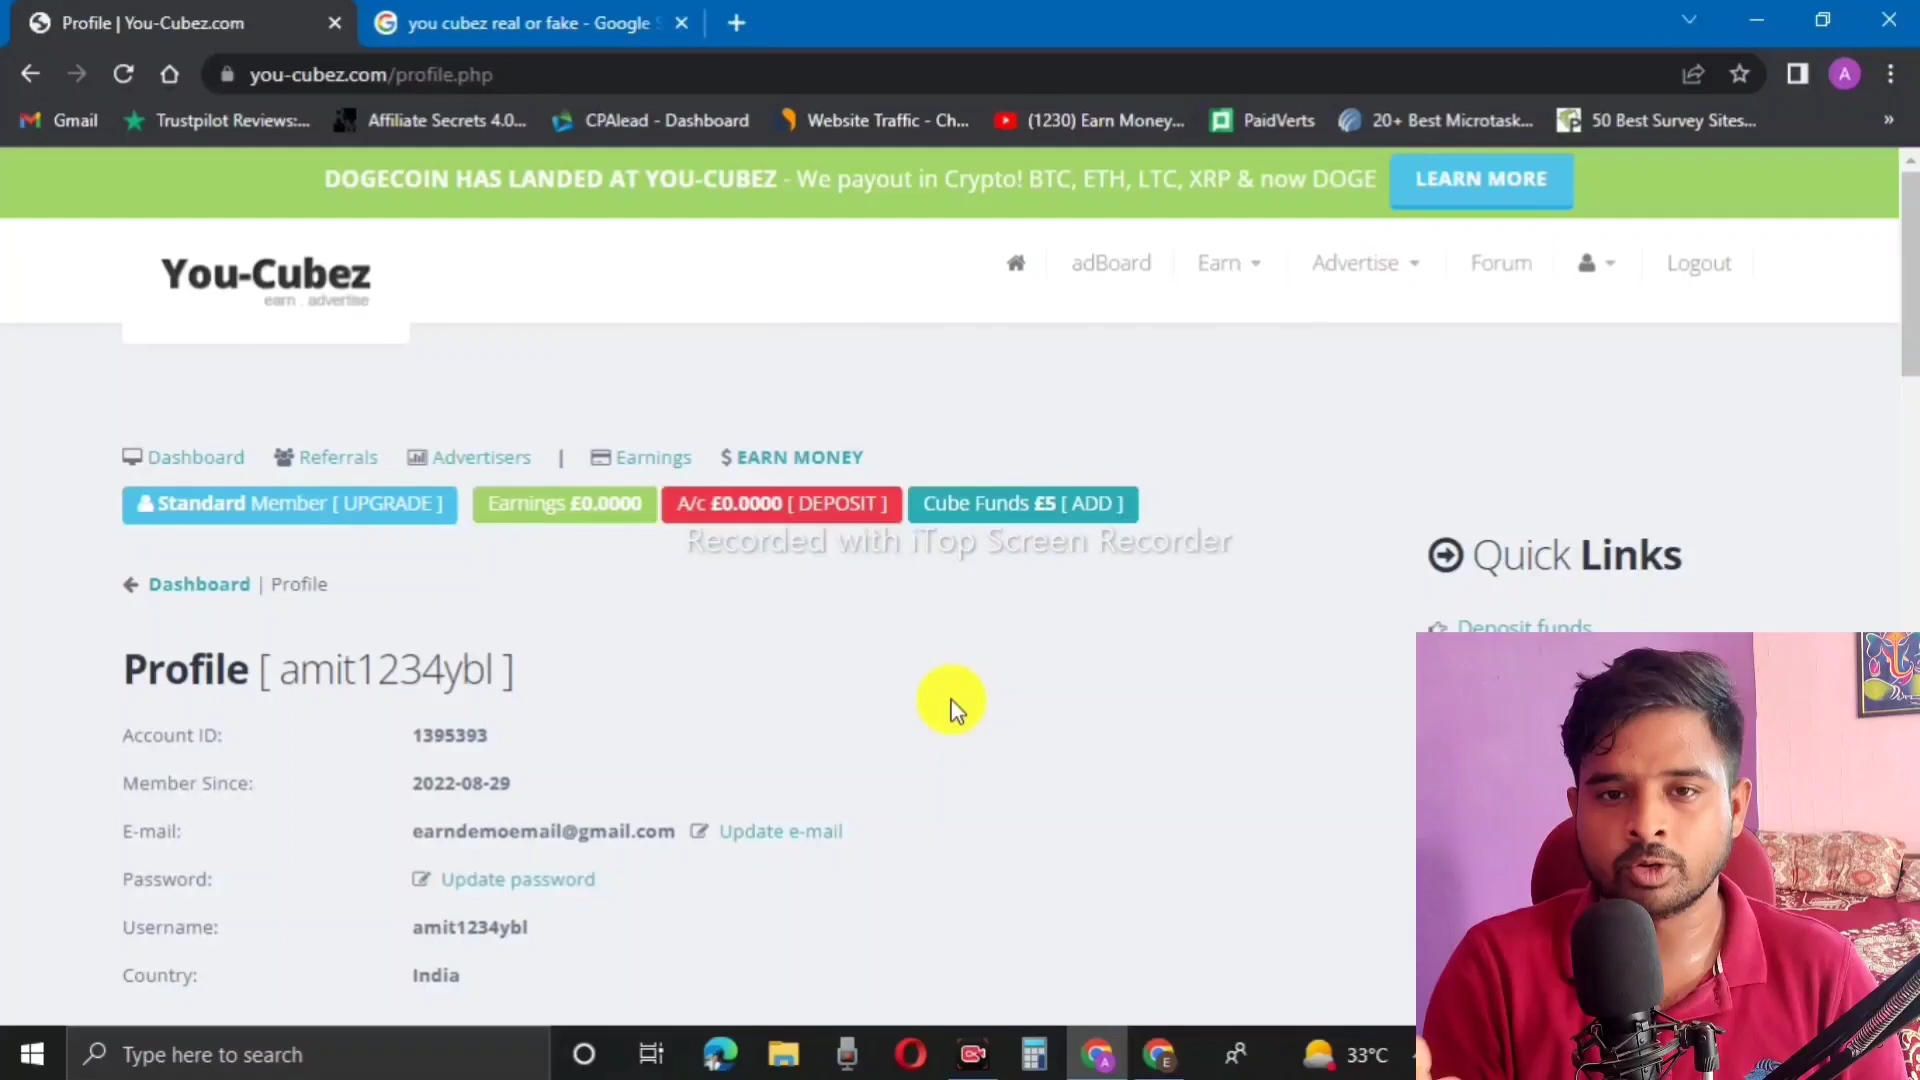 Profile | You-Cubez.com
you cubez real or fake - Google
you-cubez.com/profile.php
A
Gmail
Trustpilot Reviews:...
Affiliate Secrets 4.0...
CPAlead - Dashboard
Website Traffic - Ch...
(1230) Earn Money...
PaidVerts
20+ Best Microtask...
50 Best Survey Sites...
»
DOGECOIN HAS LANDED AT YOU-CUBEZ - We payout in Crypto! BTC, ETH, LTC, XRP & now DOGE
LEARN MORE
You-Cubez
earn . advertise
adBoard
Earn
Advertise
Forum
Logout
Dashboard
Referrals
Advertisers
|
Earnings
$ EARN MONEY
Standard Member [ UPGRADE ]
Earnings £0.0000
A/c £0.0000 [ DEPOSIT ]
Cube Funds £5 [ ADD ]
Recorded with iTop Screen Recorder
Quick Links
Dashboard | Profile
Deposit funds
Profile [ amit1234ybl ]
Account ID: 1395393
Member Since: 2022-08-29
E-mail: earndemoemail@gmail.com Update e-mail
Password: Update password
Username: amit1234ybl
Country: India
Type here to search
A
E
33°C